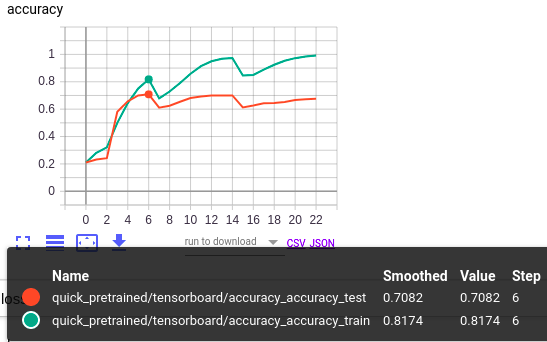 accuracy
1
0.8
0.6
0.4
0.2
0
0 2 4 6 8 10 12 14 16 18 20 22
run to download CSV JSON
los
Name Smoothed Value Step
quick_pretrained/tensorboard/accuracy_accuracy_test 0.7082 0.7082 6
quick_pretrained/tensorboard/accuracy_accuracy_train 0.8174 0.8174 6